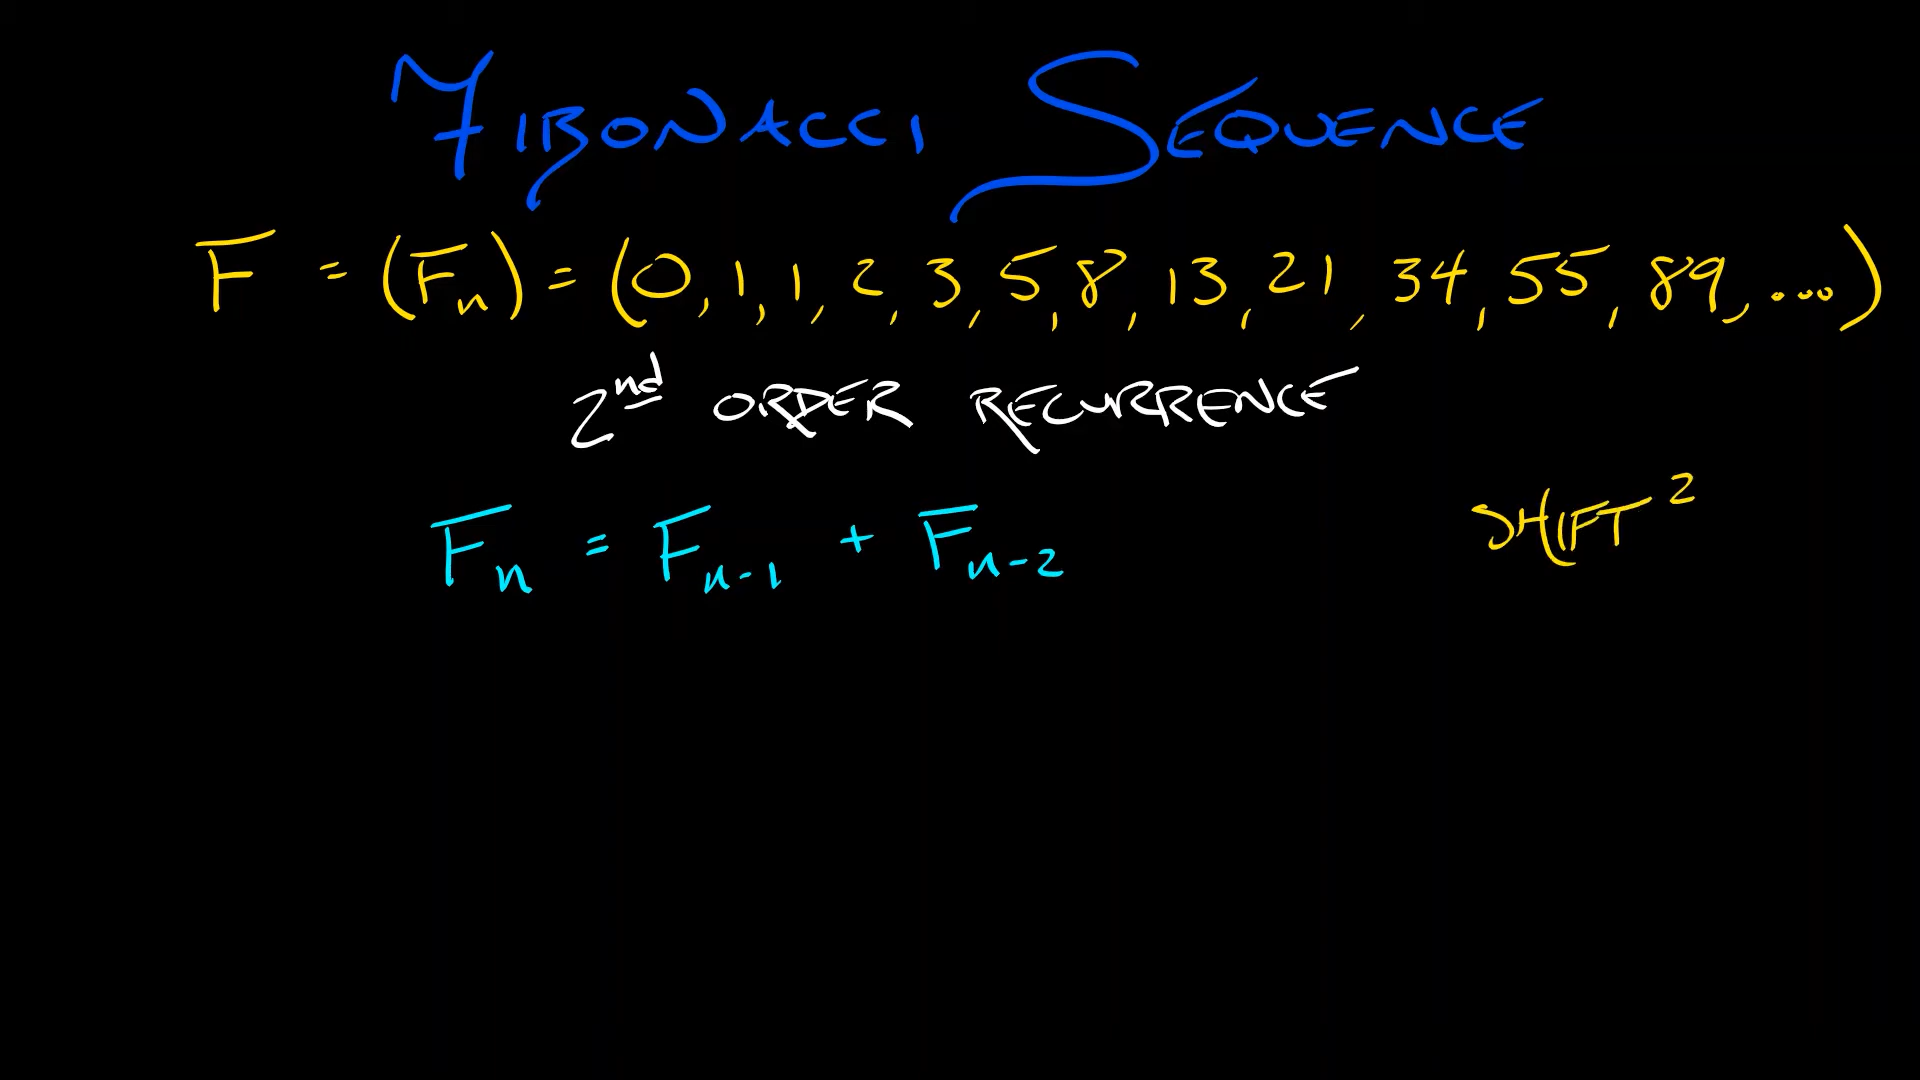 FIBONACCI SEQUENCE
F = (Fₙ) = (0, 1, 1, 2, 3, 5, 8, 13, 21, 34, 55, 89, ...)
2nd ORDER RECURRENCE
SHIFT²
Fₙ = Fₙ₋₁ + Fₙ₋₂